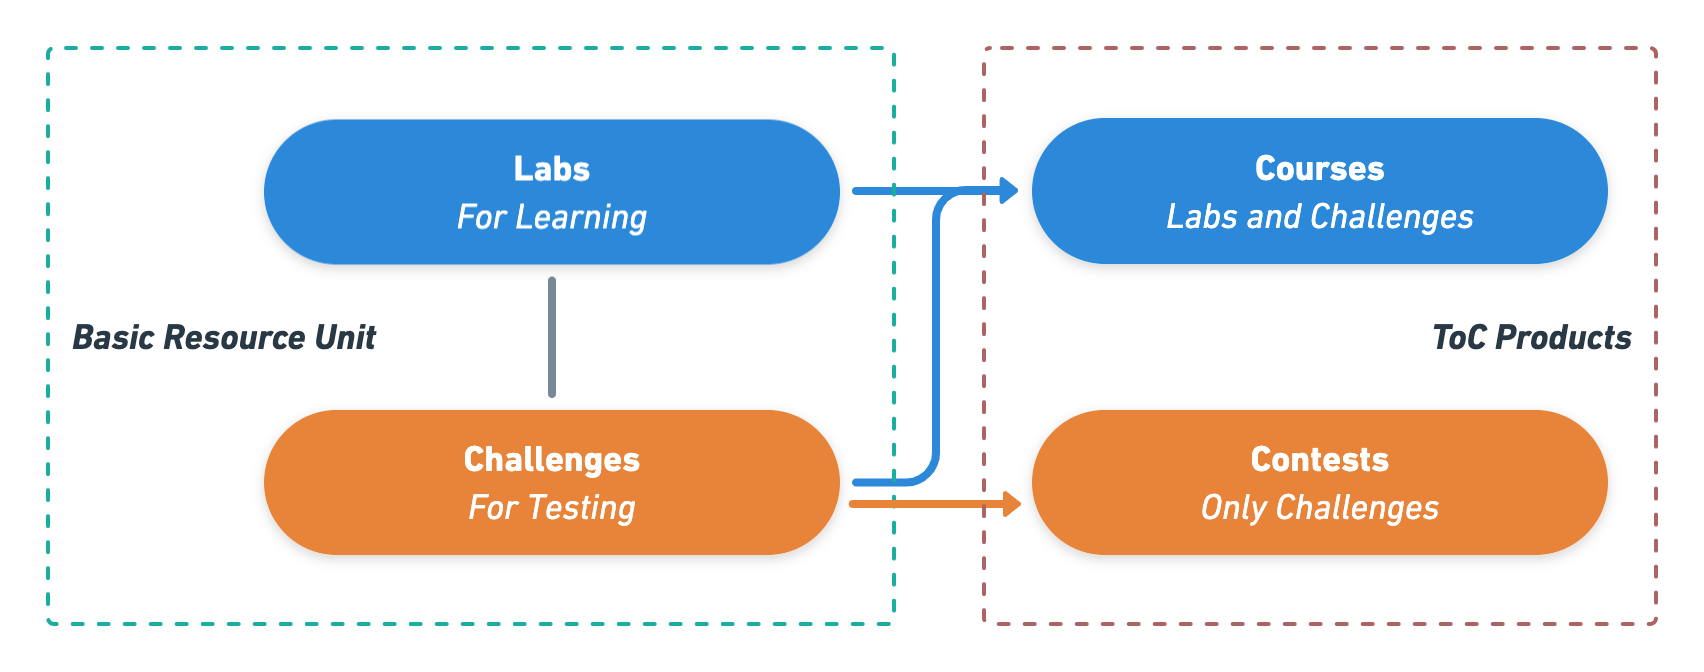 Labs
For Learning
Courses
Labs and Challenges
Basic Resource Unit
ToC Products
Challenges
For Testing
Contests
Only Challenges